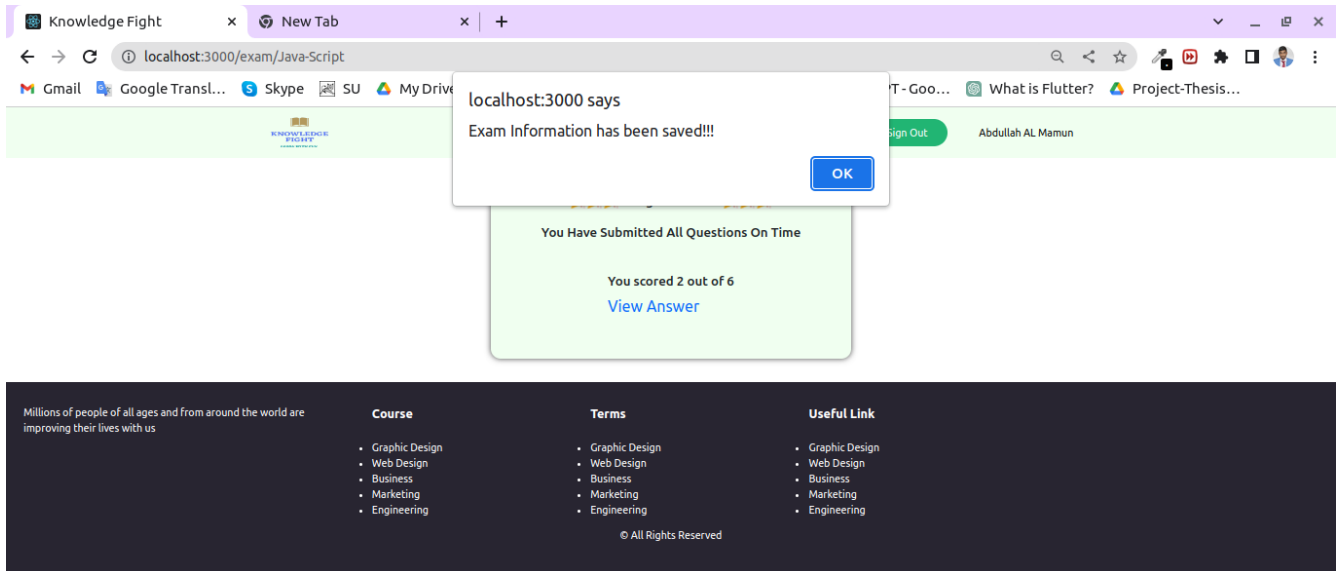 Knowledge Fight
New Tab
localhost:3000/exam/Java-Script
Gmail
Google Transl...
Skype
SU
My Drive
T - Goo...
What is Flutter?
Project-Thesis...
localhost:3000 says
Exam Information has been saved!!!
OK
KNOWLEDGE
FIGHT
Sign Out
Abdullah AL Mamun
You Have Submitted All Questions On Time
You scored 2 out of 6
View Answer
Millions of people of all ages and from around the world are
improving their lives with us
Course
Graphic Design
Web Design
Business
Marketing
Engineering
Terms
Graphic Design
Web Design
Business
Marketing
Engineering
Useful Link
Graphic Design
Web Design
Business
Marketing
Engineering
© All Rights Reserved